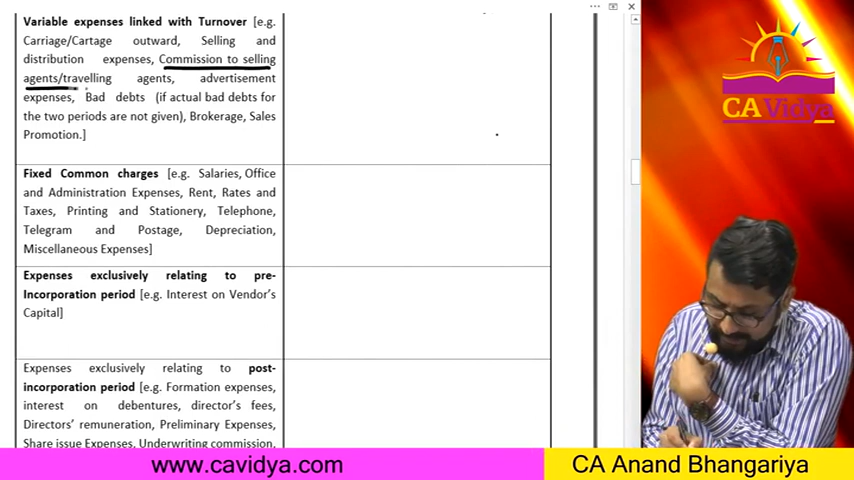 Variable expenses linked with Turnover [e.g.
Carriage/Cartage outward, Selling and
distribution expenses, Commission to selling
agents/travelling agents, advertisement
expenses, Bad debts (if actual bad debts for
the two periods are not given), Brokerage, Sales
Promotion.]
Fixed Common charges [e.g. Salaries, Office
and Administration Expenses, Rent, Rates and
Taxes, Printing and Stationery, Telephone,
Telegram and Postage, Depreciation,
Miscellaneous Expenses]
Expenses exclusively relating to pre-
Incorporation period [e.g. Interest on Vendor's
Capital]
Expenses exclusively relating to post-
incorporation period [e.g. Formation expenses,
interest on debentures, director's fees,
Directors' remuneration, Preliminary Expenses,
Share issue Expenses, Underwriting commission,
CA Vidya
www.cavidya.com
CA Anand Bhangariya